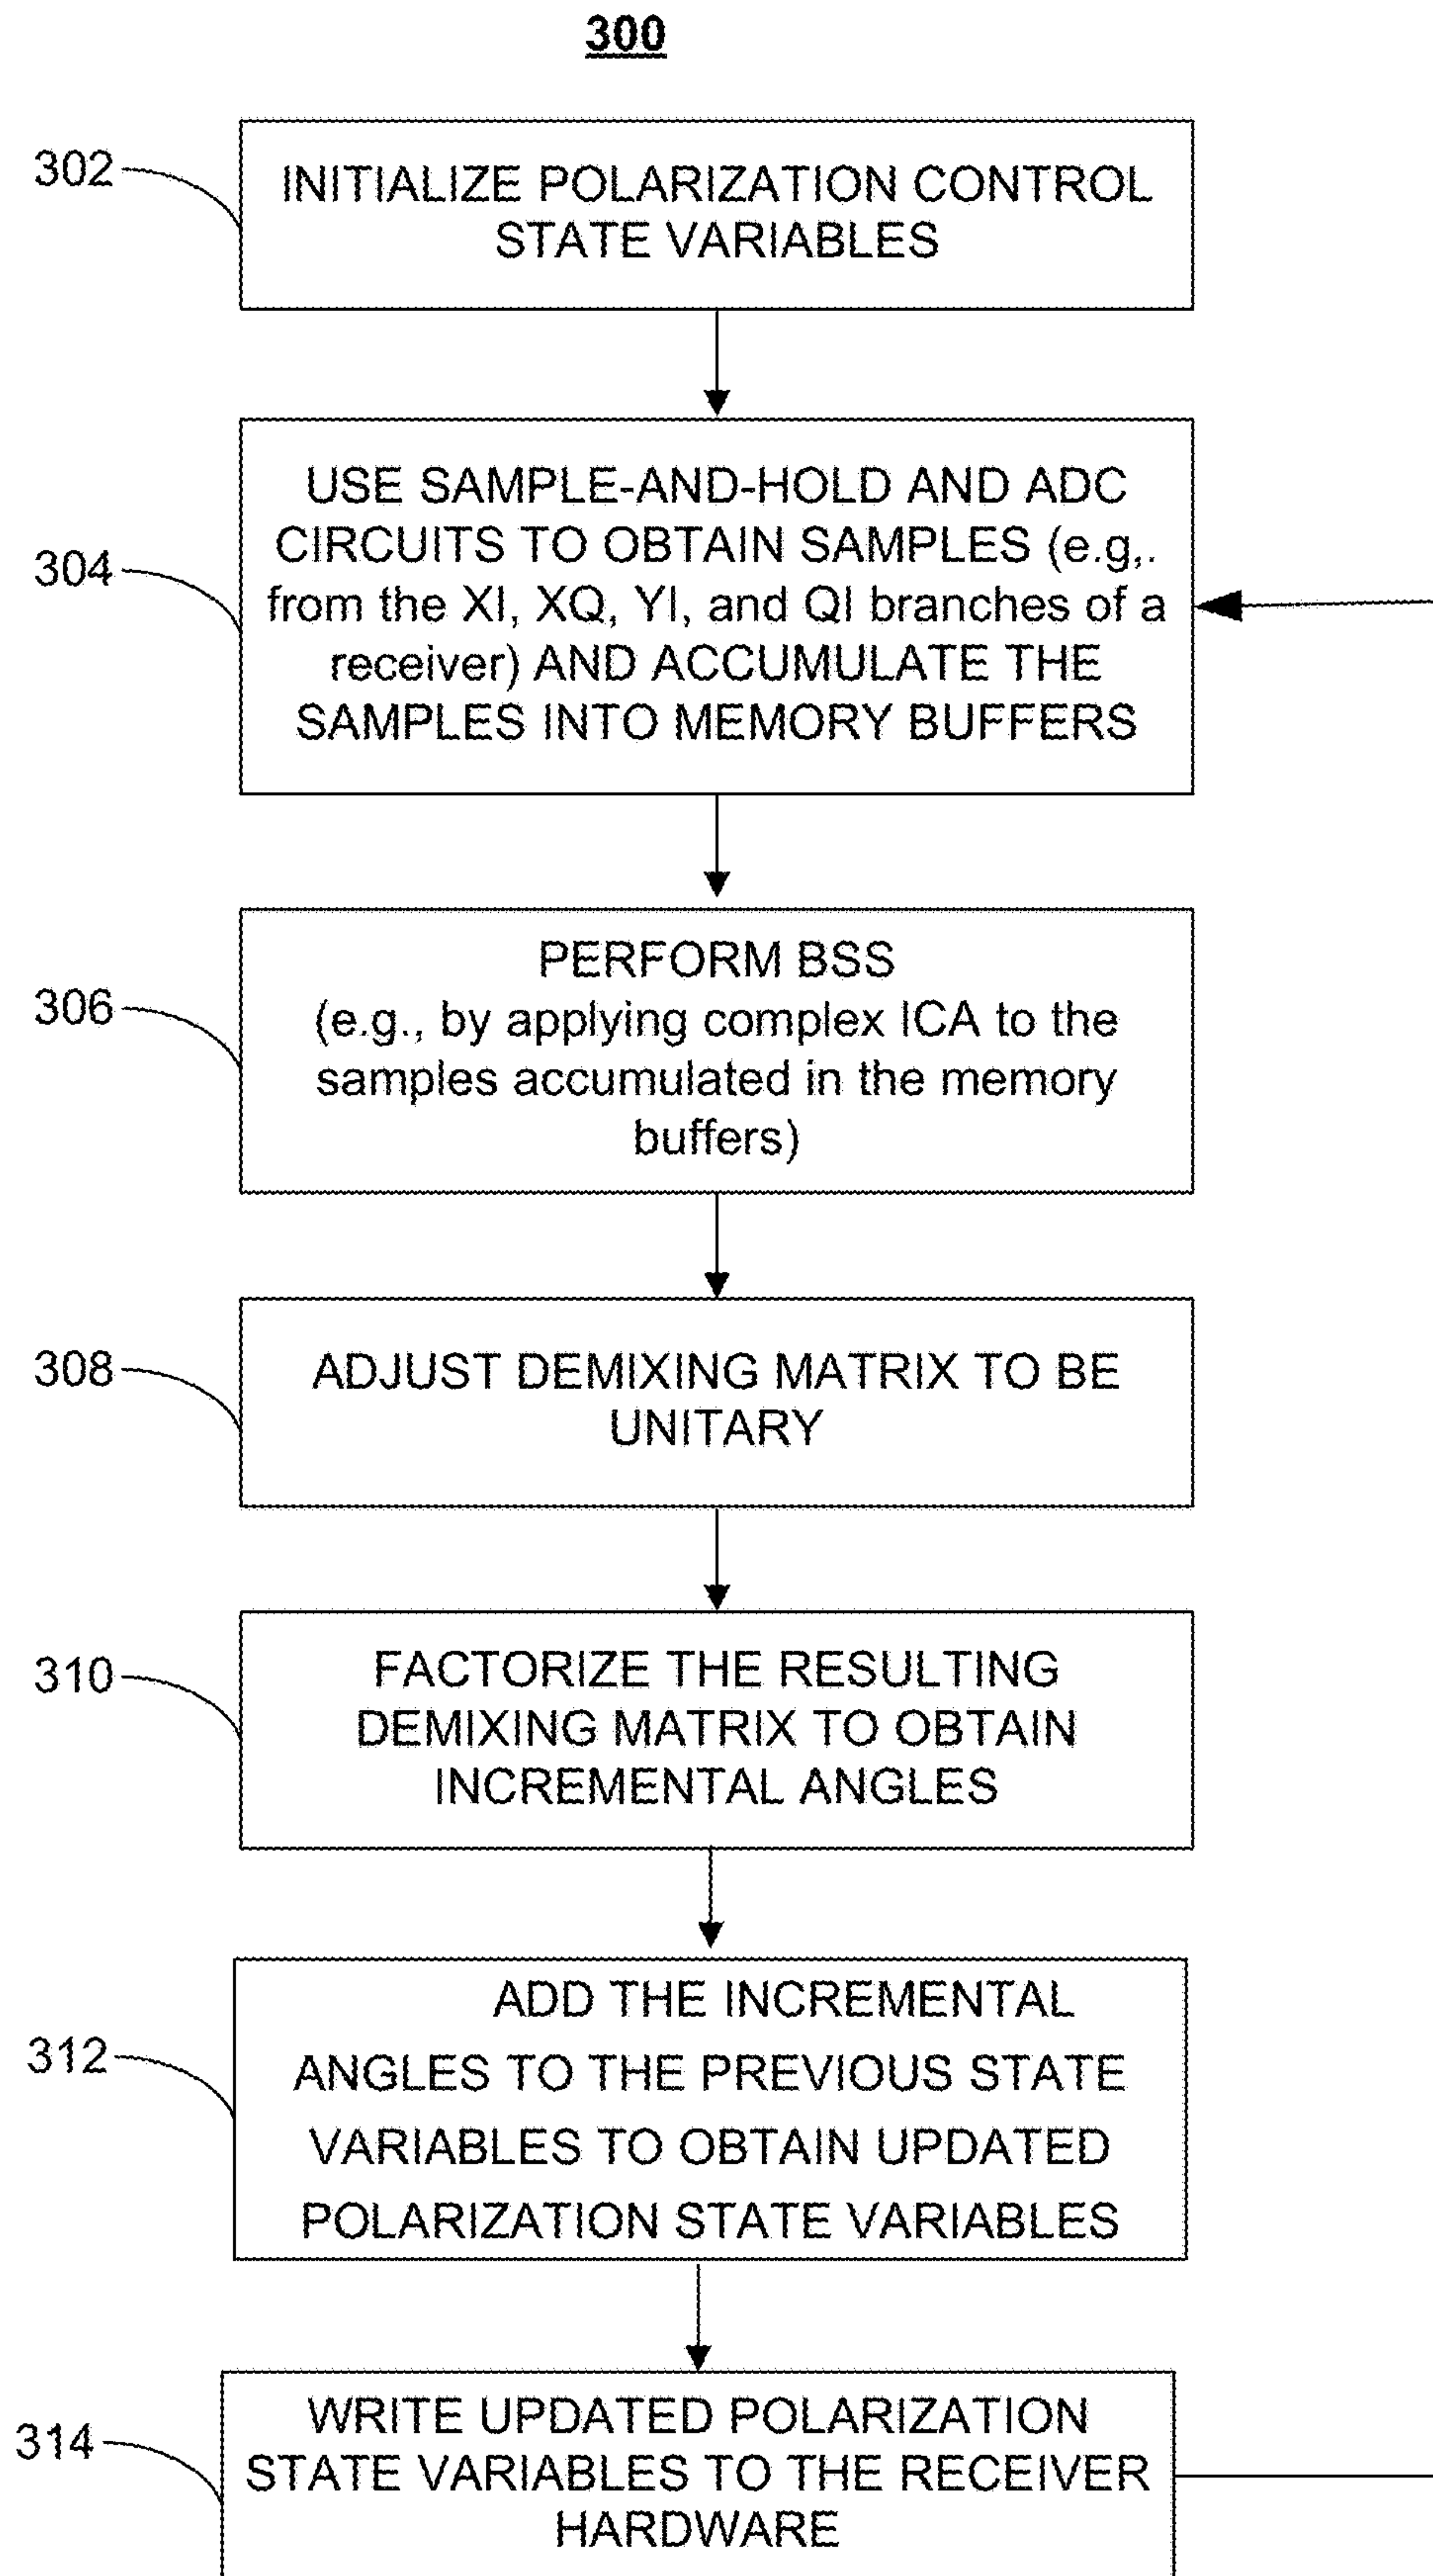 300
302
INITIALIZE POLARIZATION CONTROL
STATE VARIABLES
304
USE SAMPLE-AND-HOLD AND ADC
CIRCUITS TO OBTAIN SAMPLES (e.g,.
from the XI, XQ, YI, and QI branches of a
receiver) AND ACCUMULATE THE
SAMPLES INTO MEMORY BUFFERS
306
PERFORM BSS
(e.g., by applying complex ICA to the
samples accumulated in the memory
buffers)
308
ADJUST DEMIXING MATRIX TO BE
UNITARY
310
FACTORIZE THE RESULTING
DEMIXING MATRIX TO OBTAIN
INCREMENTAL ANGLES
312
ADD THE INCREMENTAL
ANGLES TO THE PREVIOUS STATE
VARIABLES TO OBTAIN UPDATED
POLARIZATION STATE VARIABLES
314
WRITE UPDATED POLARIZATION
STATE VARIABLES TO THE RECEIVER
HARDWARE